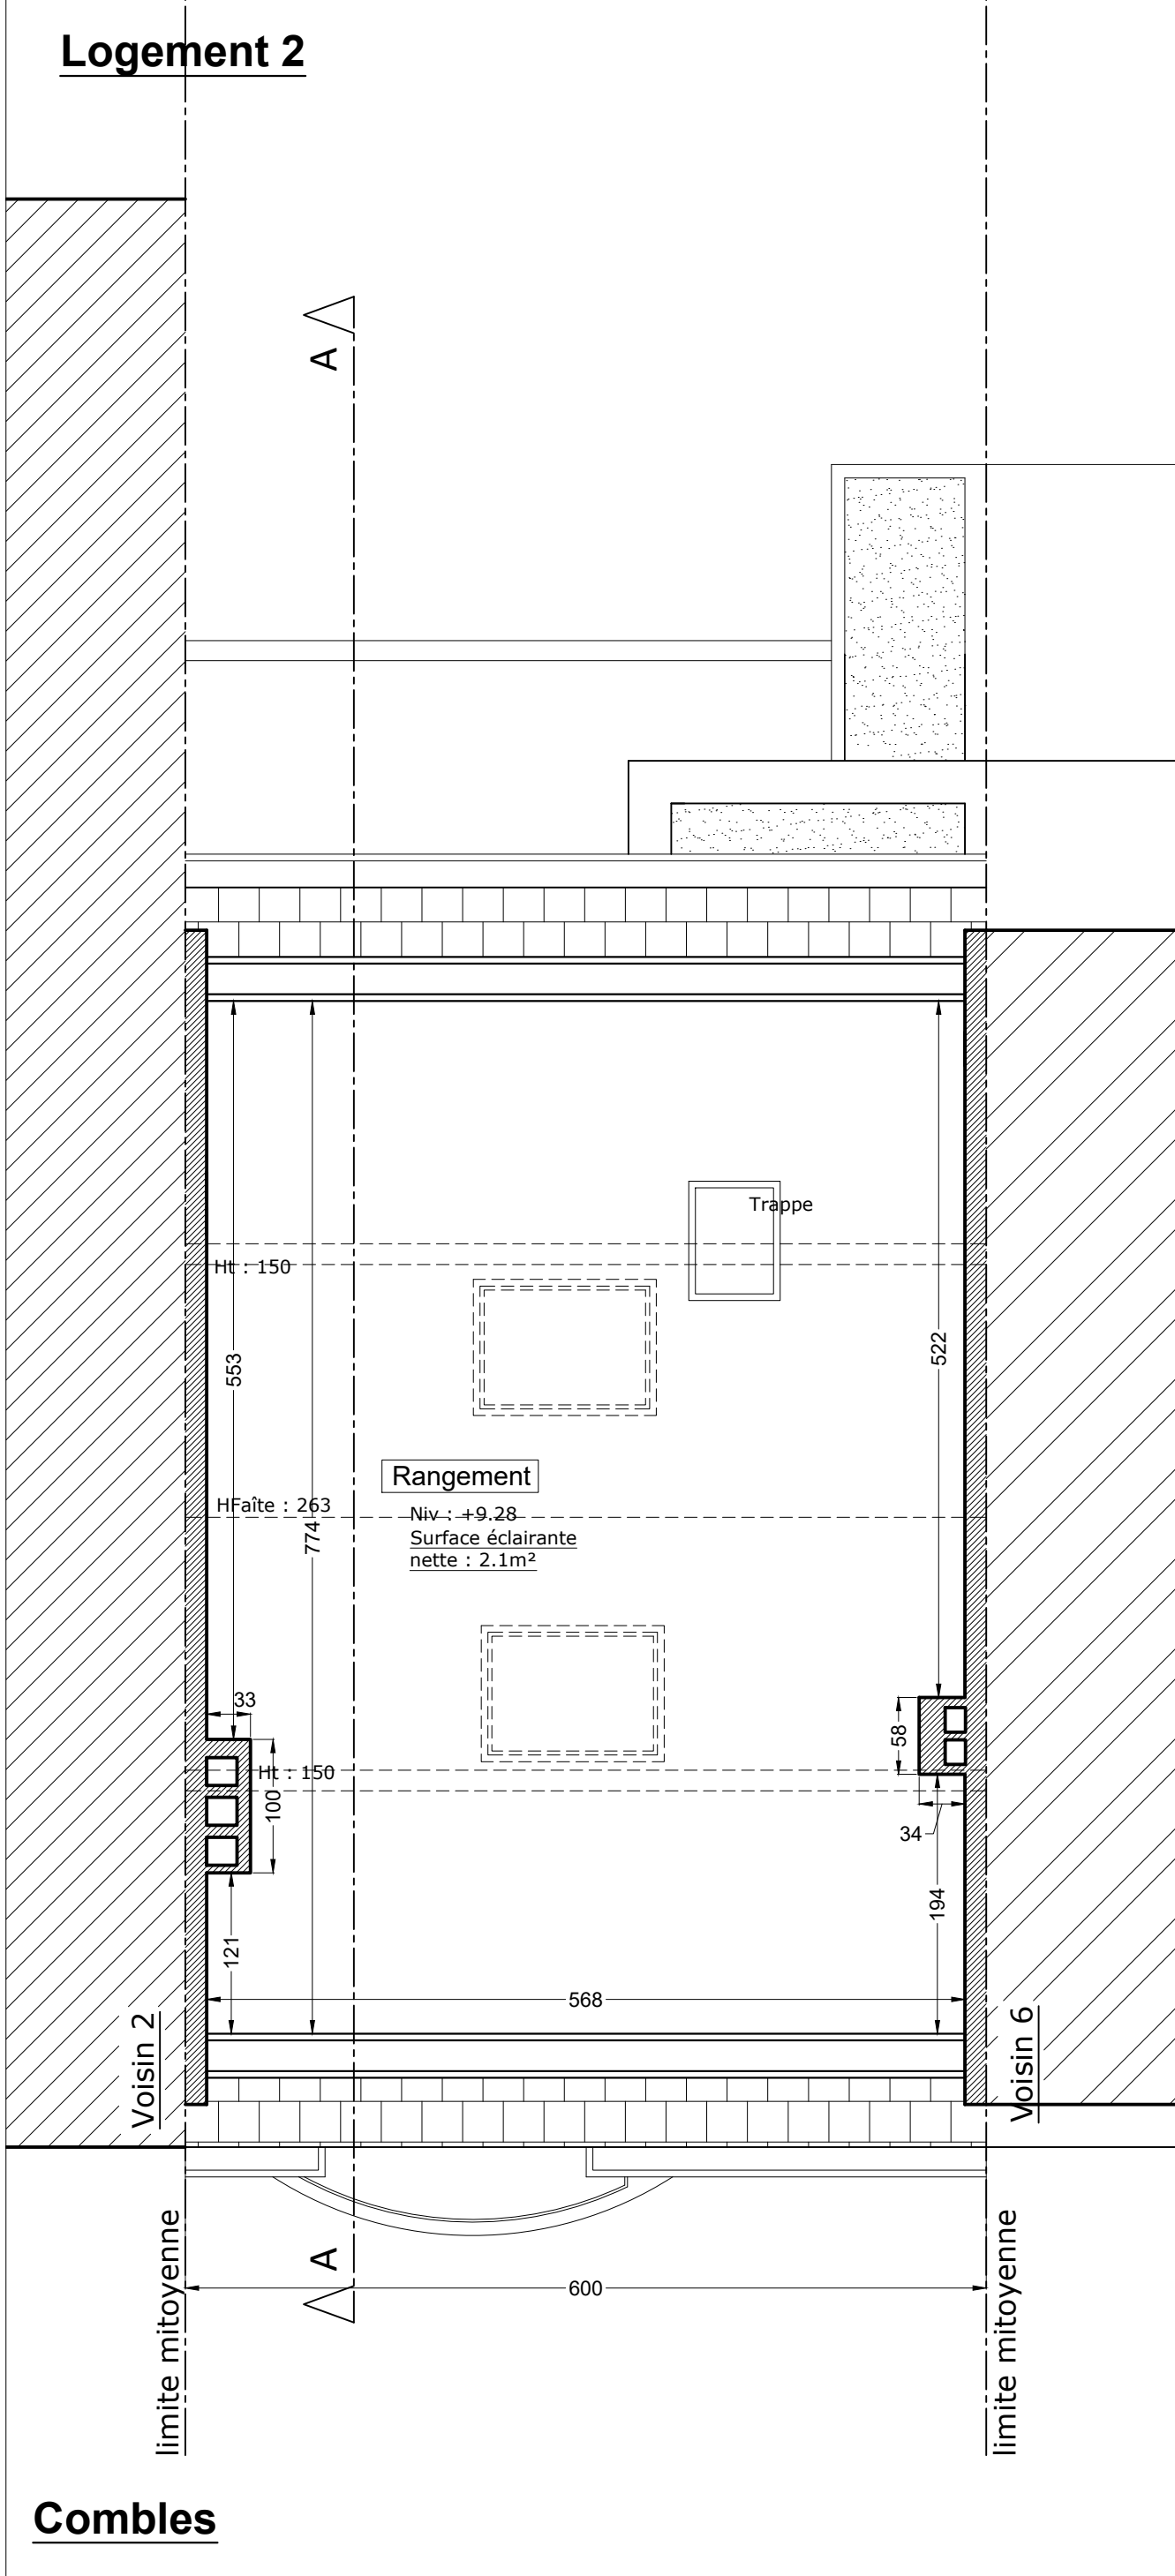 Logement 2
A
Trappe
Ht : 150
553
522
Rangement
HFaîte : 263
Niv : +9.28
774
Surface éclairante
nette : 2.1m²
33
58
Ht : 150
100
34
194
121
568
Voisin 2
Voisin 6
A
600
limite mitoyenne
limite mitoyenne
Combles